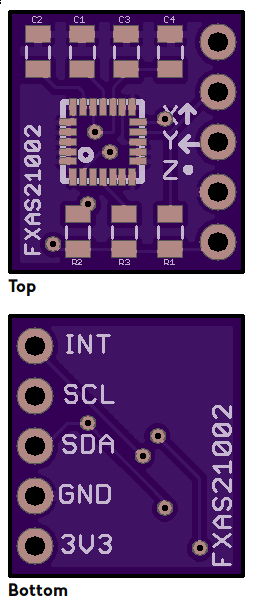 C2 C1 C3 C4
X
Y
Z
FXAS21002
R2 R3 R1
Top
INT
SCL
SDA
GND
3V3
FXAS21002
Bottom